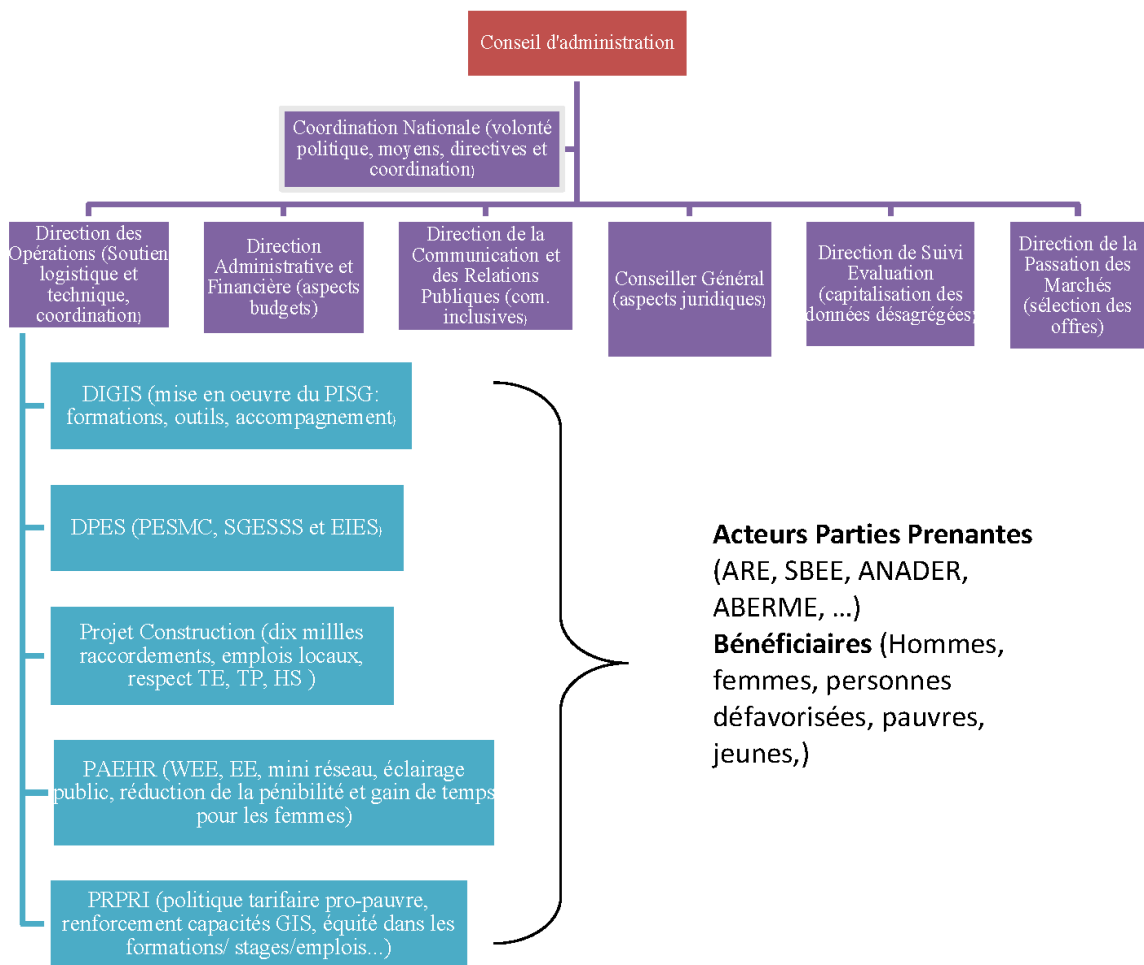 Conseil d'administration
Coordination Nationale (volonté
politique, moyens, directives et
coordination)
Direction des
Opérations (Soutien
logistique et
technique,
coordination)
Direction
Administrative et
Financière (aspects
budgets)
Direction de la
Communication et
des Relations
Publiques (com.
inclusives)
Conseiller Général
(aspects juridiques)
Direction de Suivi
Evaluation
(capitalisation des
données désagrégées)
Direction de la
Passation des
Marchés
(sélection des
offres)
DIGIS (mise en oeuvre du PISG:
formations, outils, accompagnement)
DPES (PESMC, SGESSS et EIES)
Projet Construction (dix millles
raccordements, emplois locaux,
respect TE, TP, HS )
PAEHR (WEE, EE, mini réseau, éclairage
public, réduction de la pénibilité et gain de temps
pour les femmes)
PRPRI (politique tarifaire pro-pauvre,
renforcement capacités GIS, équité dans les
formations/ stages/emplois...)
Acteurs Parties Prenantes
(ARE, SBEE, ANADER,
ABERME, ...)
Bénéficiaires (Hommes,
femmes, personnes
défavorisées, pauvres,
jeunes,)